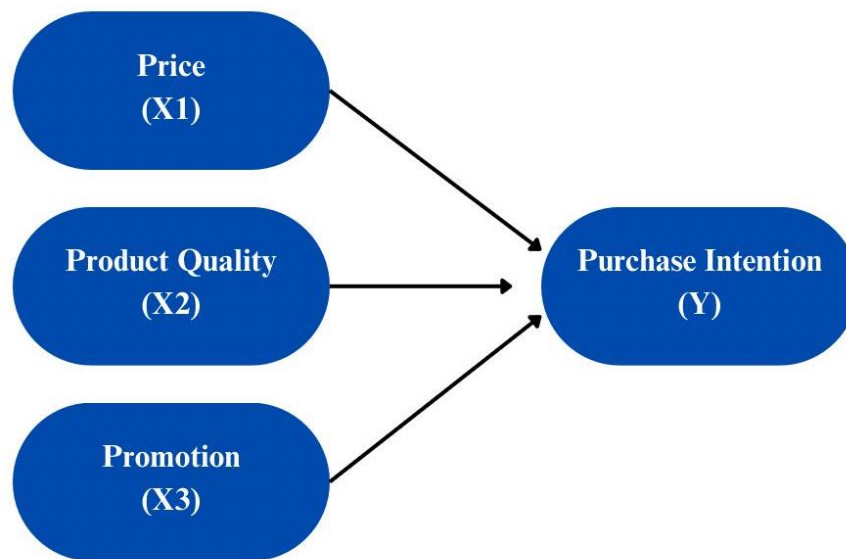 Price
(X1)
Product Quality
(X2)
Promotion
(X3)
Purchase Intention
(Y)